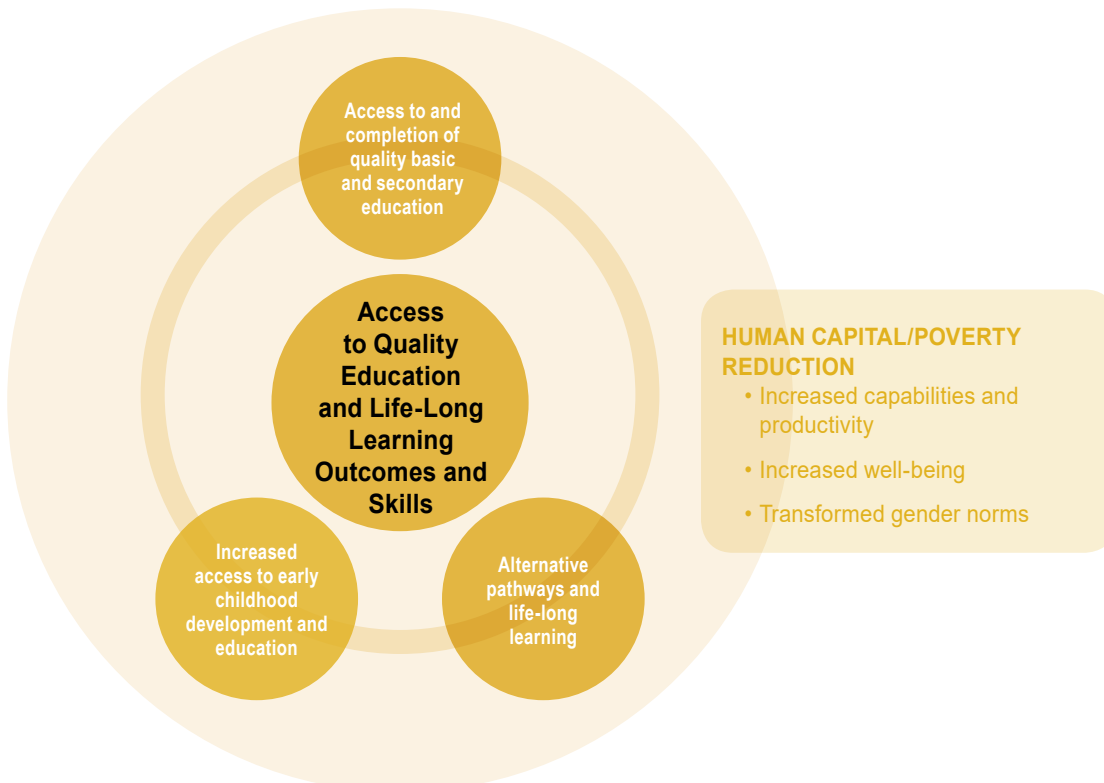 Access to and
completion of
quality basic
and secondary
education
Access
to Quality
Education
and Life-Long
Learning
Outcomes and
Skills
Increased
access to early
childhood
development and
education
Alternative
pathways and
life-long
learning
HUMAN CAPITAL/POVERTY
REDUCTION
• Increased capabilities and
productivity
• Increased well-being
• Transformed gender norms